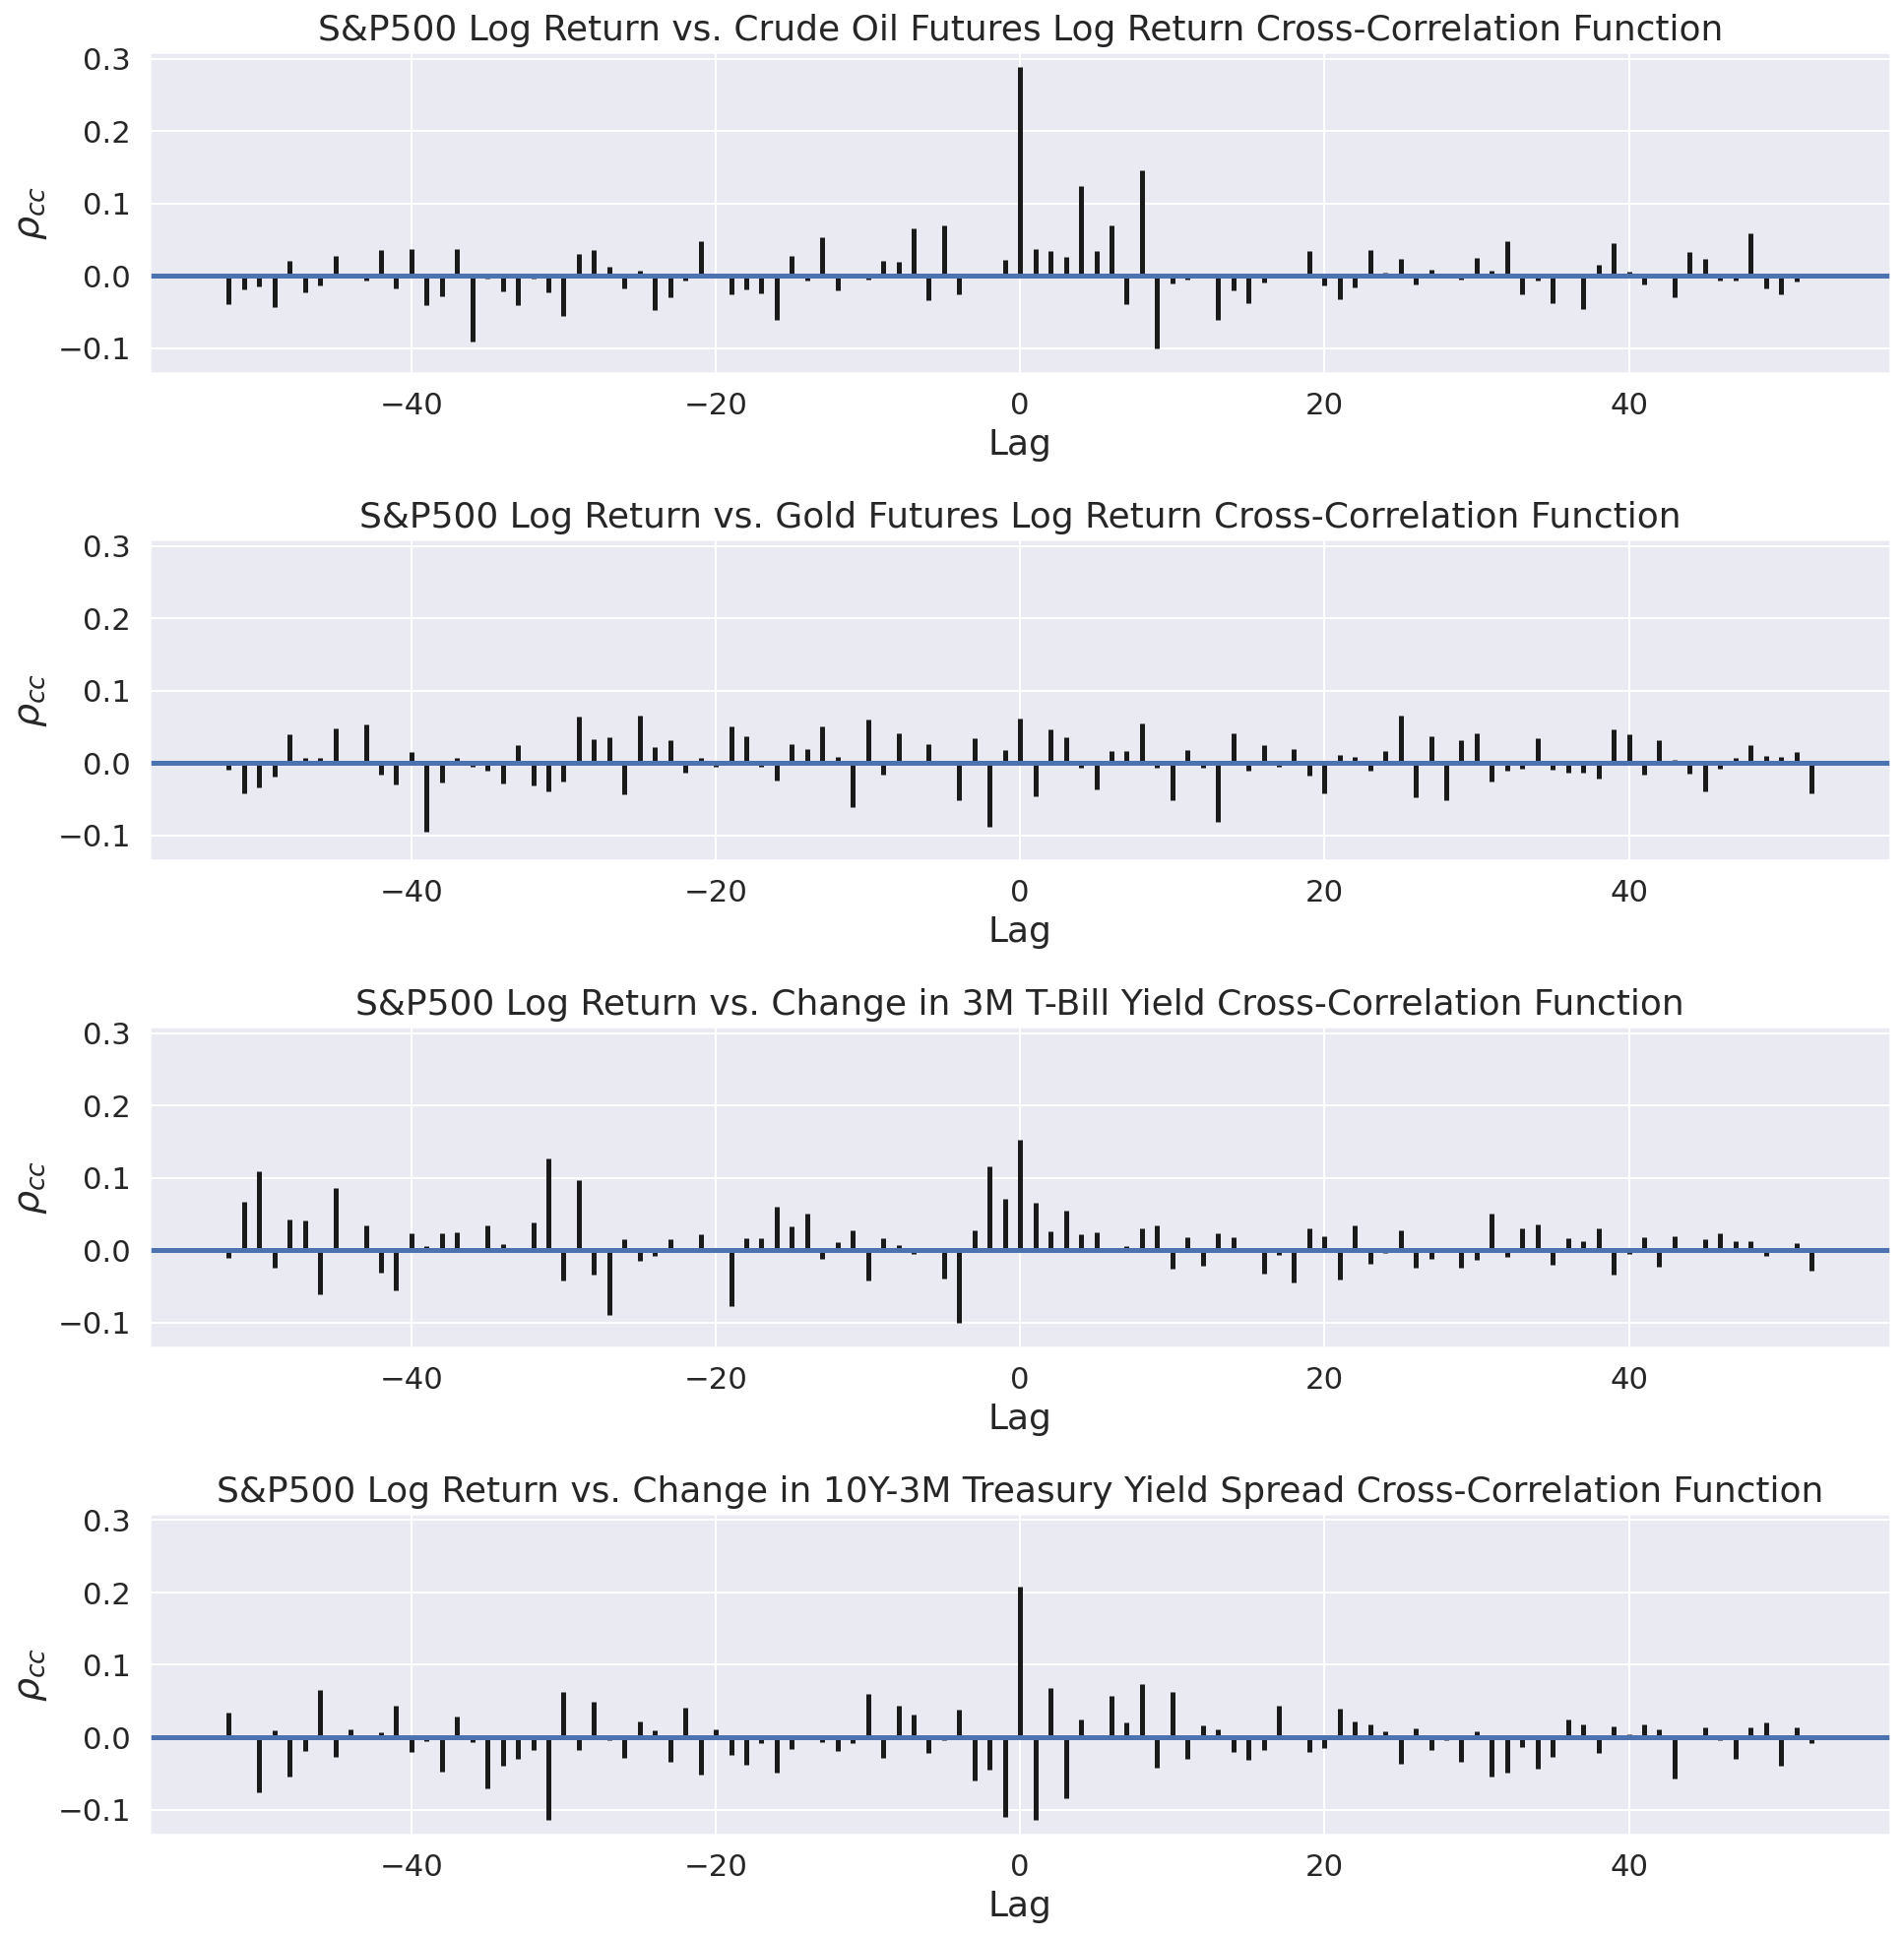 S&P500 Log Return vs. Crude Oil Futures Log Return Cross-Correlation Function
0.3
0.2
0.1
0.0
−0.1
ρcc
−40 −20 0 20 40
Lag
S&P500 Log Return vs. Gold Futures Log Return Cross-Correlation Function
0.3
0.2
0.1
0.0
−0.1
ρcc
−40 −20 0 20 40
Lag
S&P500 Log Return vs. Change in 3M T-Bill Yield Cross-Correlation Function
0.3
0.2
0.1
0.0
−0.1
ρcc
−40 −20 0 20 40
Lag
S&P500 Log Return vs. Change in 10Y-3M Treasury Yield Spread Cross-Correlation Function
0.3
0.2
0.1
0.0
−0.1
ρcc
−40 −20 0 20 40
Lag